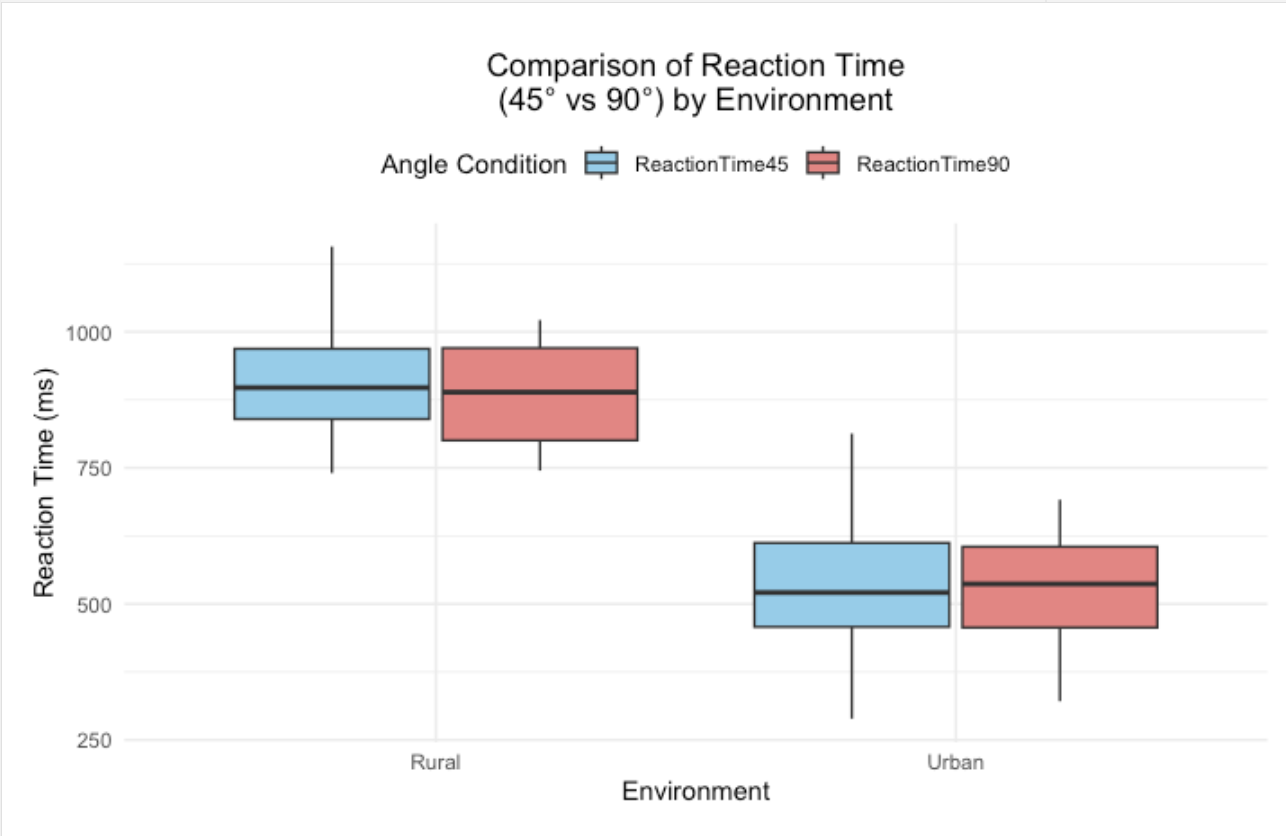 Comparison of Reaction Time
(45° vs 90°) by Environment
Angle Condition ReactionTime45 ReactionTime90
Reaction Time (ms)
1000
750
500
250
Rural Urban
Environment